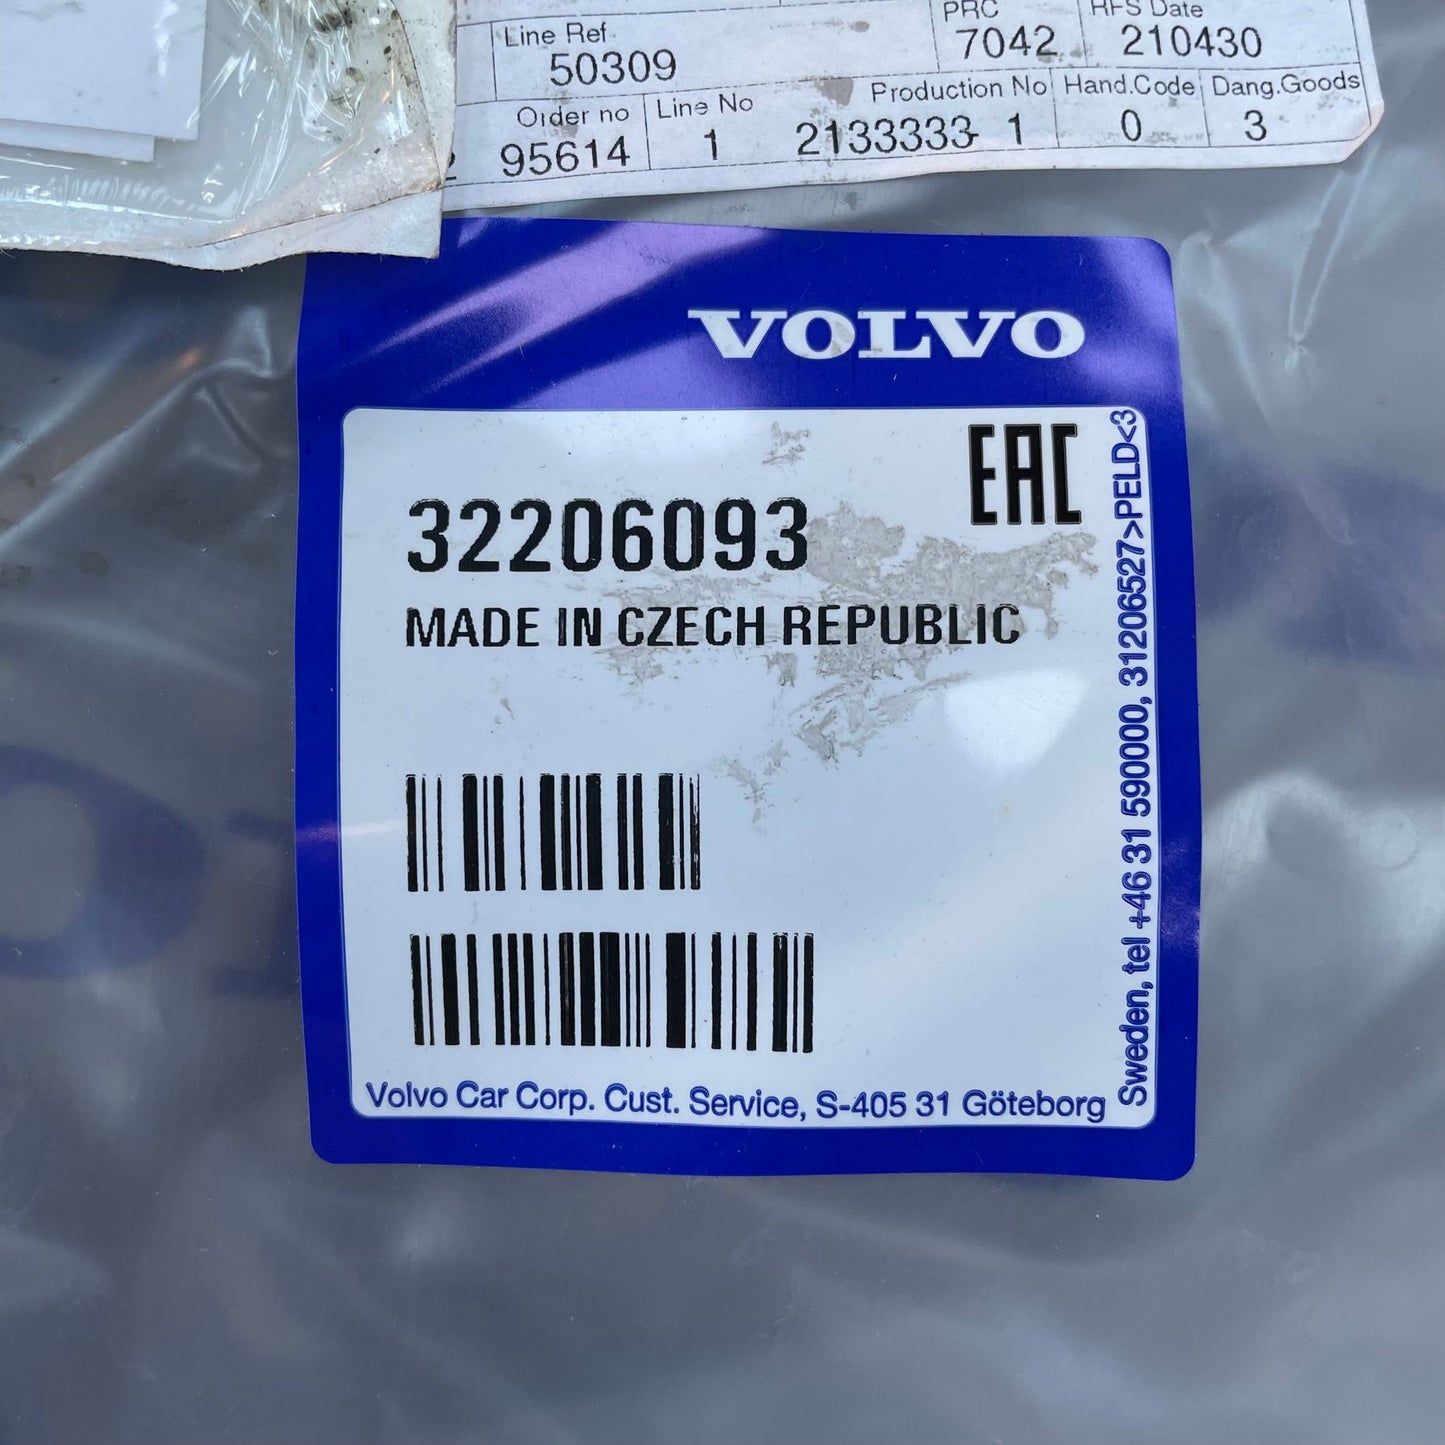 Line Ref. PRC RFS Date
50309 7042 210430
Order no Line No Production No Hand.Code Dang.Goods
95614 1 2133333- 1 0 3
VOLVO
EAC
32206093
MADE IN CZECH REPUBLIC
Volvo Car Corp. Cust. Service, S-405 31 Göteborg
Sweden, tel +46 31 590000, 31206527>PELD<3